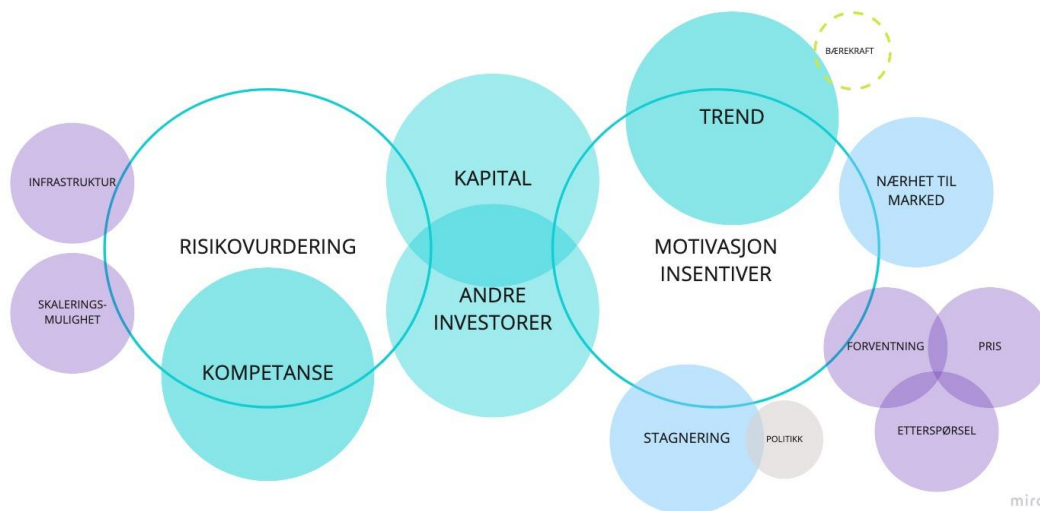 BÆREKRAFT
TREND
KAPITAL
NÆRHET TIL
MARKED
INFRASTRUKTUR
RISIKOVURDERING
MOTIVASJON
INSENTIVER
SKALERINGS-
MULIGHET
ANDRE
INVESTORER
KOMPETANSE
FORVENTNING
PRIS
ETTERSPØRSEL
STAGNERING
POLITIKK
miro